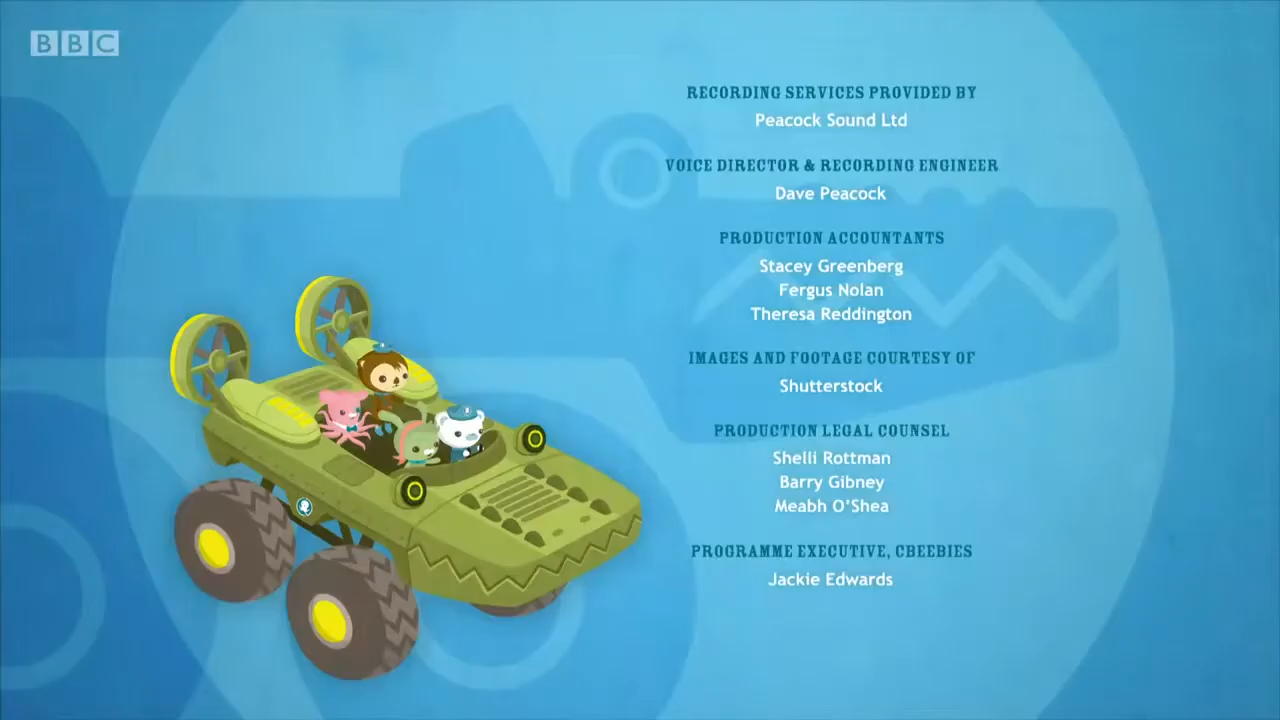 BBC
RECORDING SERVICES PROVIDED BY
Peacock Sound Ltd
VOICE DIRECTOR & RECORDING ENGINEER
Dave Peacock
PRODUCTION ACCOUNTANTS
Stacey Greenberg
Fergus Nolan
Theresa Reddington
IMAGES AND FOOTAGE COURTESY OF
Shutterstock
PRODUCTION LEGAL COUNSEL
Shelli Rottman
Barry Gibney
Meabh O'Shea
PROGRAMME EXECUTIVE, CBEEBIES
Jackie Edwards